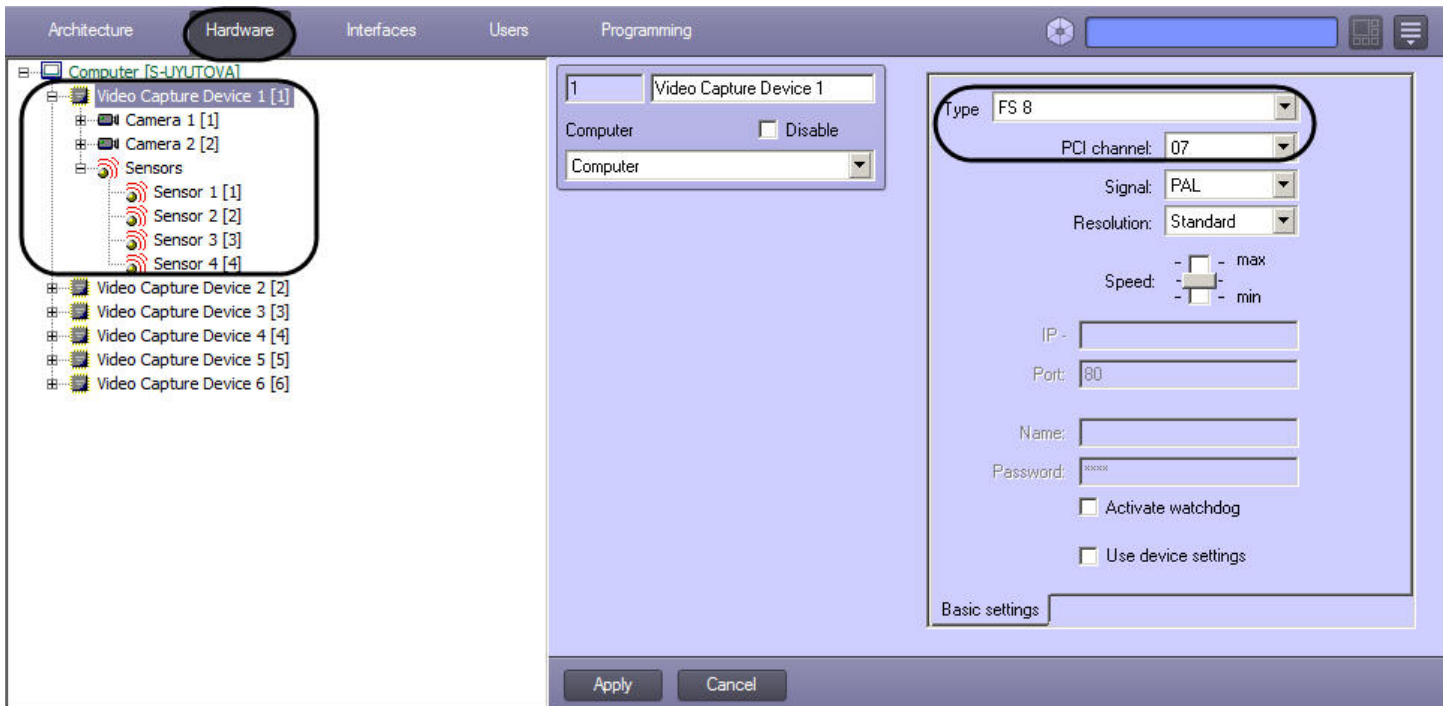 Architecture Hardware Interfaces Users Programming
Computer [S-UYUTOVA]
Video Capture Device 1 [1]
Camera 1 [1]
Camera 2 [2]
Sensors
Sensor 1 [1]
Sensor 2 [2]
Sensor 3 [3]
Sensor 4 [4]
Video Capture Device 2 [2]
Video Capture Device 3 [3]
Video Capture Device 4 [4]
Video Capture Device 5 [5]
Video Capture Device 6 [6]
1 Video Capture Device 1
Computer Disable
Computer
Type FS 8
PCI channel: 07
Signal: PAL
Resolution: Standard
max
Speed:
min
IP -
Port: 80
Name:
Password: ××××
Activate watchdog
Use device settings
Basic settings
Apply Cancel